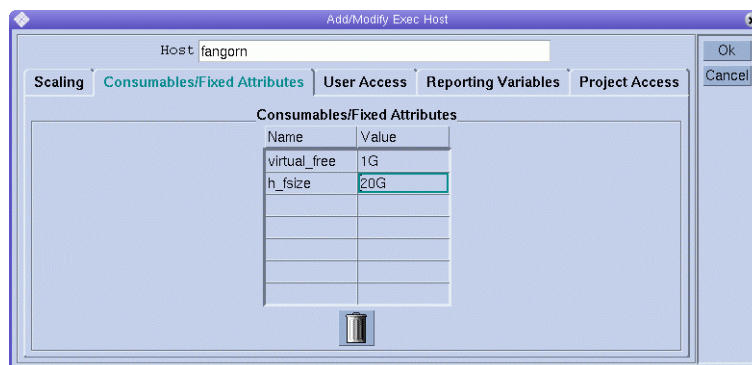 Add/Modify Exec Host
Host fangorn
Ok
Cancel
Scaling Consumables/Fixed Attributes User Access Reporting Variables Project Access
Consumables/Fixed Attributes
Name Value
virtual_free 1G
h_fsize 20G